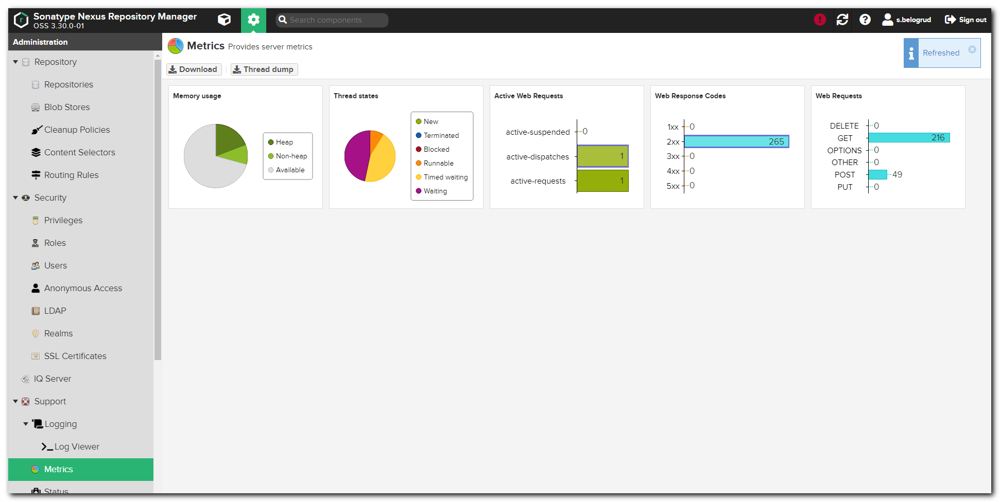 Sonatype Nexus Repository Manager
OSS 3.30.0-01
Search components
s.belogrud
Sign out
Administration
Repository
Repositories
Blob Stores
Cleanup Policies
Content Selectors
Routing Rules
Security
Privileges
Roles
Users
Anonymous Access
LDAP
Realms
SSL Certificates
IQ Server
Support
Logging
Log Viewer
Metrics
Status
Metrics Provides server metrics
Refreshed
Download
Thread dump
Memory usage
Heap
Non-heap
Available
Thread states
New
Terminated
Blocked
Runnable
Timed waiting
Waiting
Active Web Requests
active-suspended 0
active-dispatches 1
active-requests 1
Web Response Codes
1xx 0
2xx 265
3xx 0
4xx 0
5xx 0
Web Requests
DELETE 0
GET 216
OPTIONS 0
OTHER 0
POST 49
PUT 0